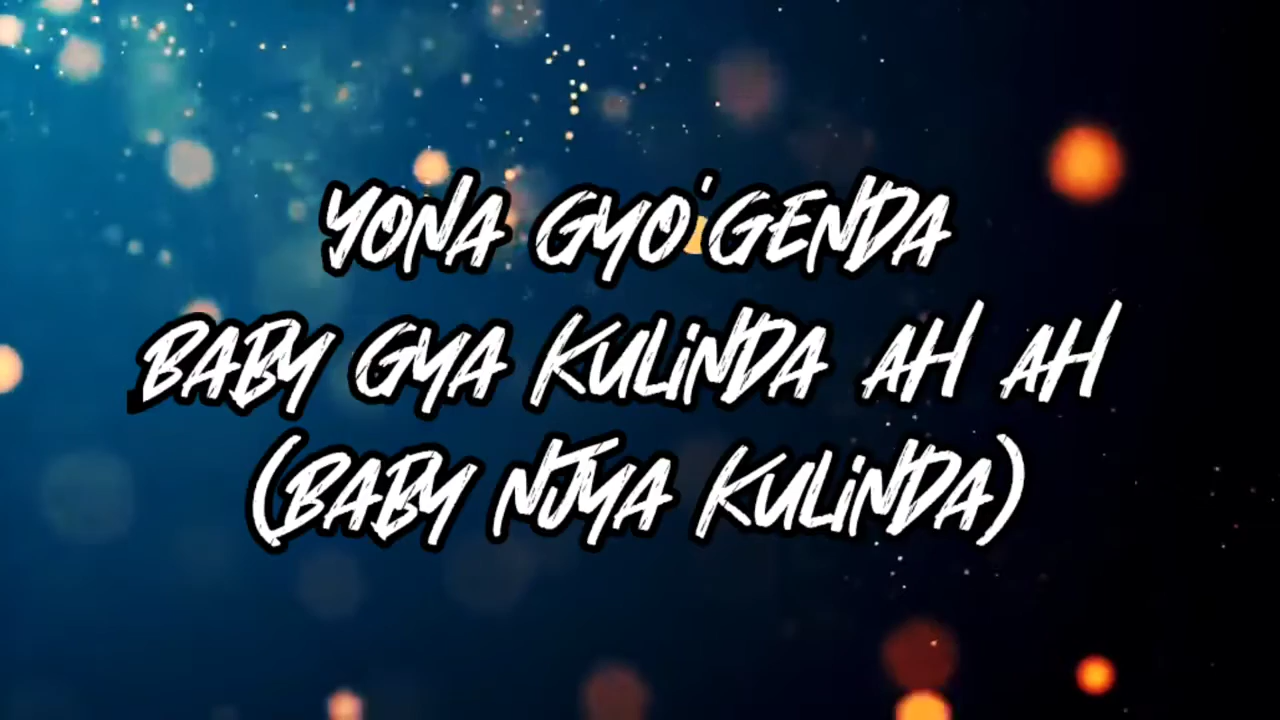 YONA GYO'GENDA
BABY GYA KULINDA AH AH
(BABY NJYA KULINDA)